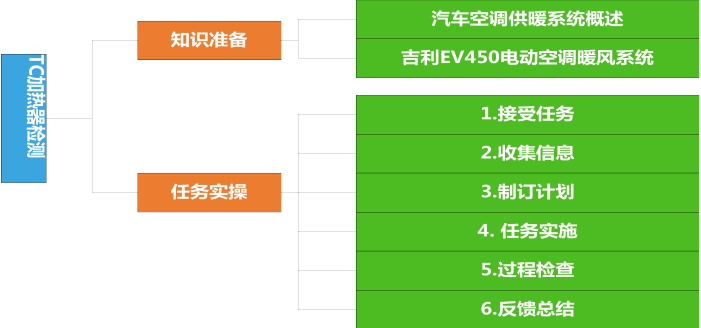 TC加热器检测
知识准备
汽车空调供暖系统概述
吉利EV450电动空调暖风系统
任务实操
1.接受任务
2.收集信息
3.制订计划
4. 任务实施
5.过程检查
6.反馈总结